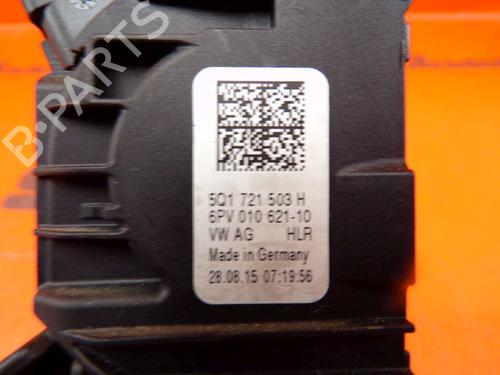 B-PARTS
5Q1 721 503 H
6PV 010 621-10
VW AG HLR
Made in Germany
28.08.15 07:19:56